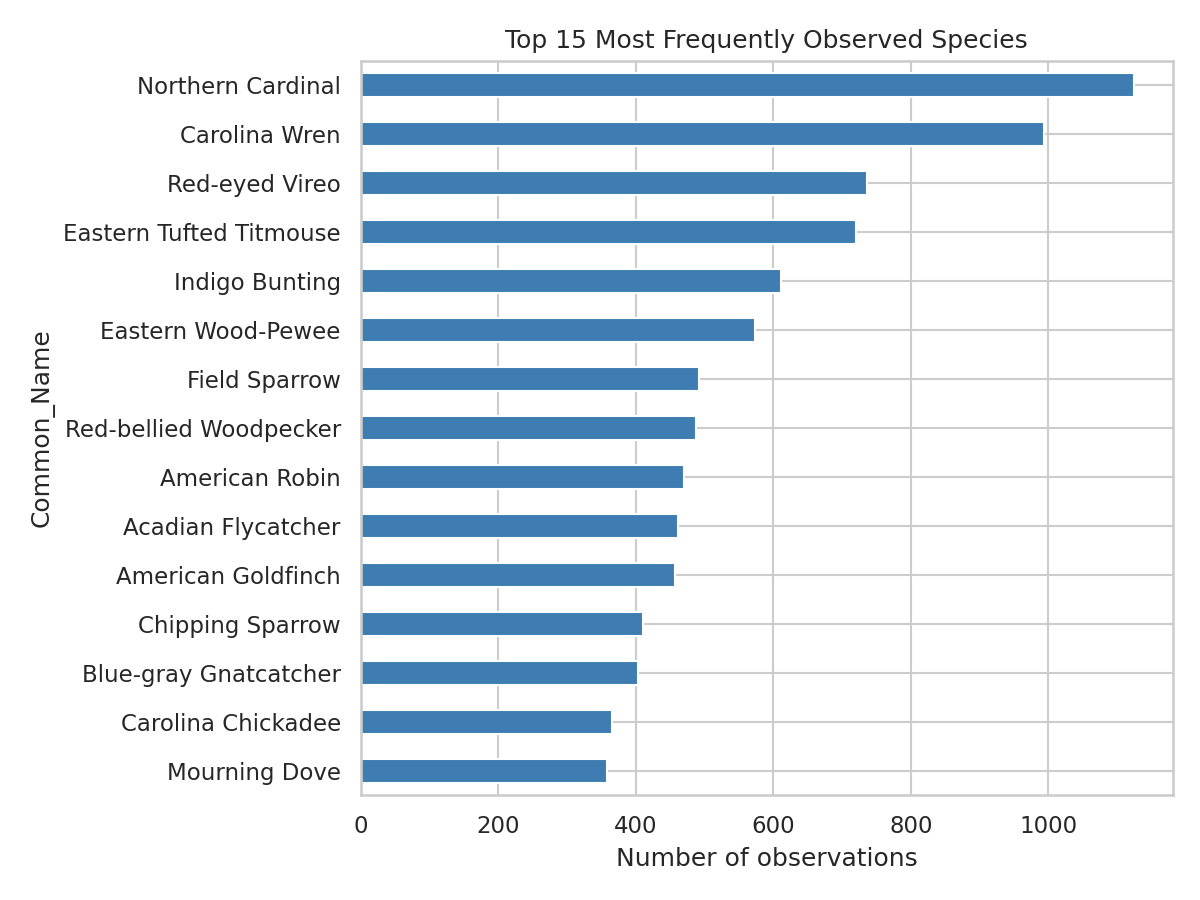 Top 15 Most Frequently Observed Species
Northern Cardinal
Carolina Wren
Red-eyed Vireo
Eastern Tufted Titmouse
Indigo Bunting
Eastern Wood-Pewee
Field Sparrow
Red-bellied Woodpecker
American Robin
Acadian Flycatcher
American Goldfinch
Chipping Sparrow
Blue-gray Gnatcatcher
Carolina Chickadee
Mourning Dove
Common_Name
0 200 400 600 800 1000
Number of observations